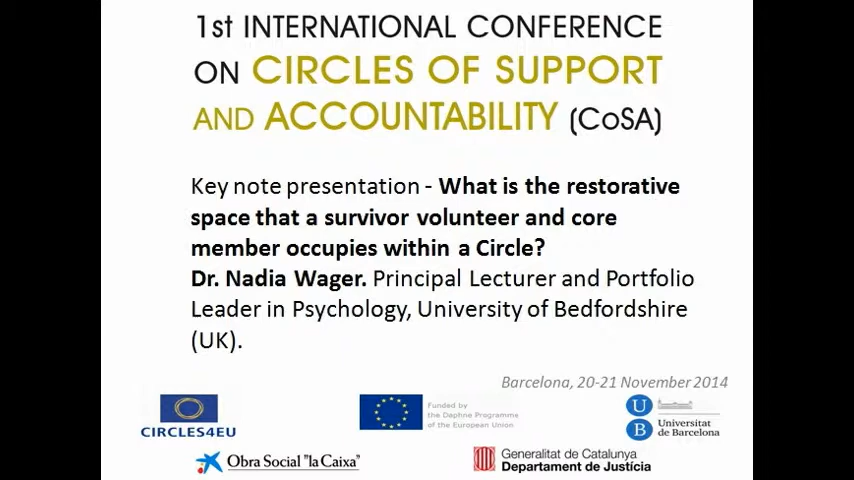 1st INTERNATIONAL CONFERENCE
ON CIRCLES OF SUPPORT
AND ACCOUNTABILITY (CoSA)
Key note presentation - What is the restorative
space that a survivor volunteer and core
member occupies within a Circle?
Dr. Nadia Wager. Principal Lecturer and Portfolio
Leader in Psychology, University of Bedfordshire
(UK).
Barcelona, 20-21 November 2014
CIRCLES4EU
Funded by
the Daphne Programme
of the European Union
U
B
Universitat
de Barcelona
Obra Social "la Caixa"
Generalitat de Catalunya
Departament de Justícia